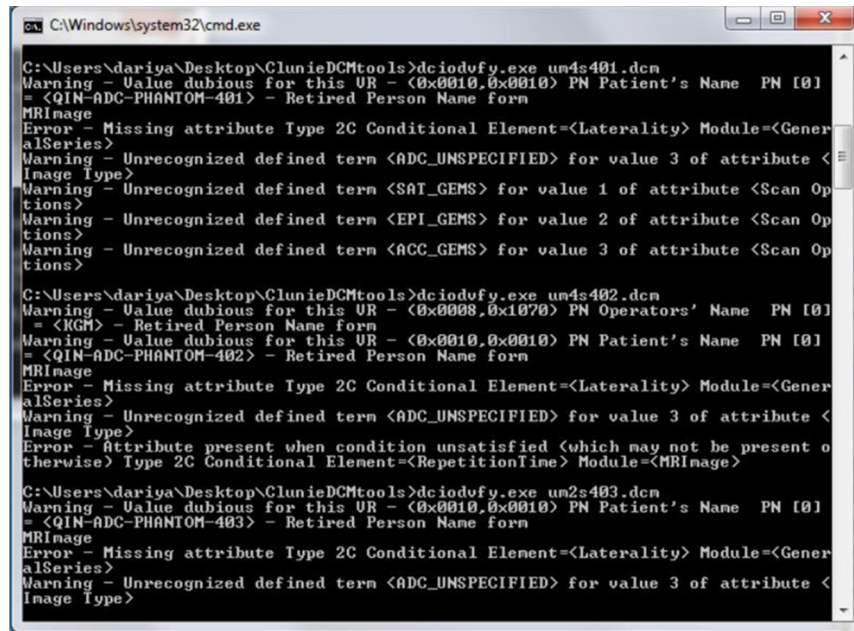 C:\Windows\system32\cmd.exe
C:\Users\dariya\Desktop\ClunieDCMtools>dciodvfy.exe um4s401.dcm
Warning - Value dubious for this VR - (0x0010,0x0010) PN Patient's Name  PN [0]
= <QIN-ADC-PHANTOM-401> - Retired Person Name form
MRImage
Error - Missing attribute Type 2C Conditional Element=<Laterality> Module=<Gener
alSeries>
Warning - Unrecognized defined term <ADC_UNSPECIFIED> for value 3 of attribute <
Image Type>
Warning - Unrecognized defined term <SAT_GEMS> for value 1 of attribute <Scan Op
tions>
Warning - Unrecognized defined term <EPI_GEMS> for value 2 of attribute <Scan Op
tions>
Warning - Unrecognized defined term <ACC_GEMS> for value 3 of attribute <Scan Op
tions>
C:\Users\dariya\Desktop\ClunieDCMtools>dciodvfy.exe um4s402.dcm
Warning - Value dubious for this VR - (0x0008,0x1070) PN Operators' Name  PN [0]
= <KGM> - Retired Person Name form
Warning - Value dubious for this VR - (0x0010,0x0010) PN Patient's Name  PN [0]
= <QIN-ADC-PHANTOM-402> - Retired Person Name form
MRImage
Error - Missing attribute Type 2C Conditional Element=<Laterality> Module=<Gener
alSeries>
Warning - Unrecognized defined term <ADC_UNSPECIFIED> for value 3 of attribute <
Image Type>
Error - Attribute present when condition unsatisfied (which may not be present o
therwise) Type 2C Conditional Element=<RepetitionTime> Module=<MRImage>
C:\Users\dariya\Desktop\ClunieDCMtools>dciodvfy.exe um2s403.dcm
Warning - Value dubious for this VR - (0x0010,0x0010) PN Patient's Name  PN [0]
= <QIN-ADC-PHANTOM-403> - Retired Person Name form
MRImage
Error - Missing attribute Type 2C Conditional Element=<Laterality> Module=<Gener
alSeries>
Warning - Unrecognized defined term <ADC_UNSPECIFIED> for value 3 of attribute <
Image Type>